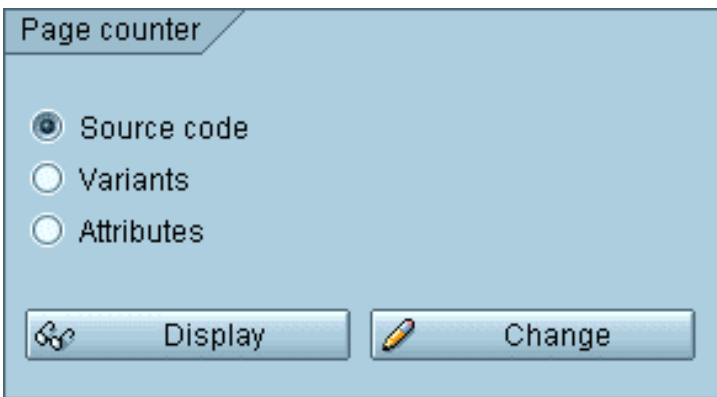 Page counter
Source code
Variants
Attributes
Display
Change